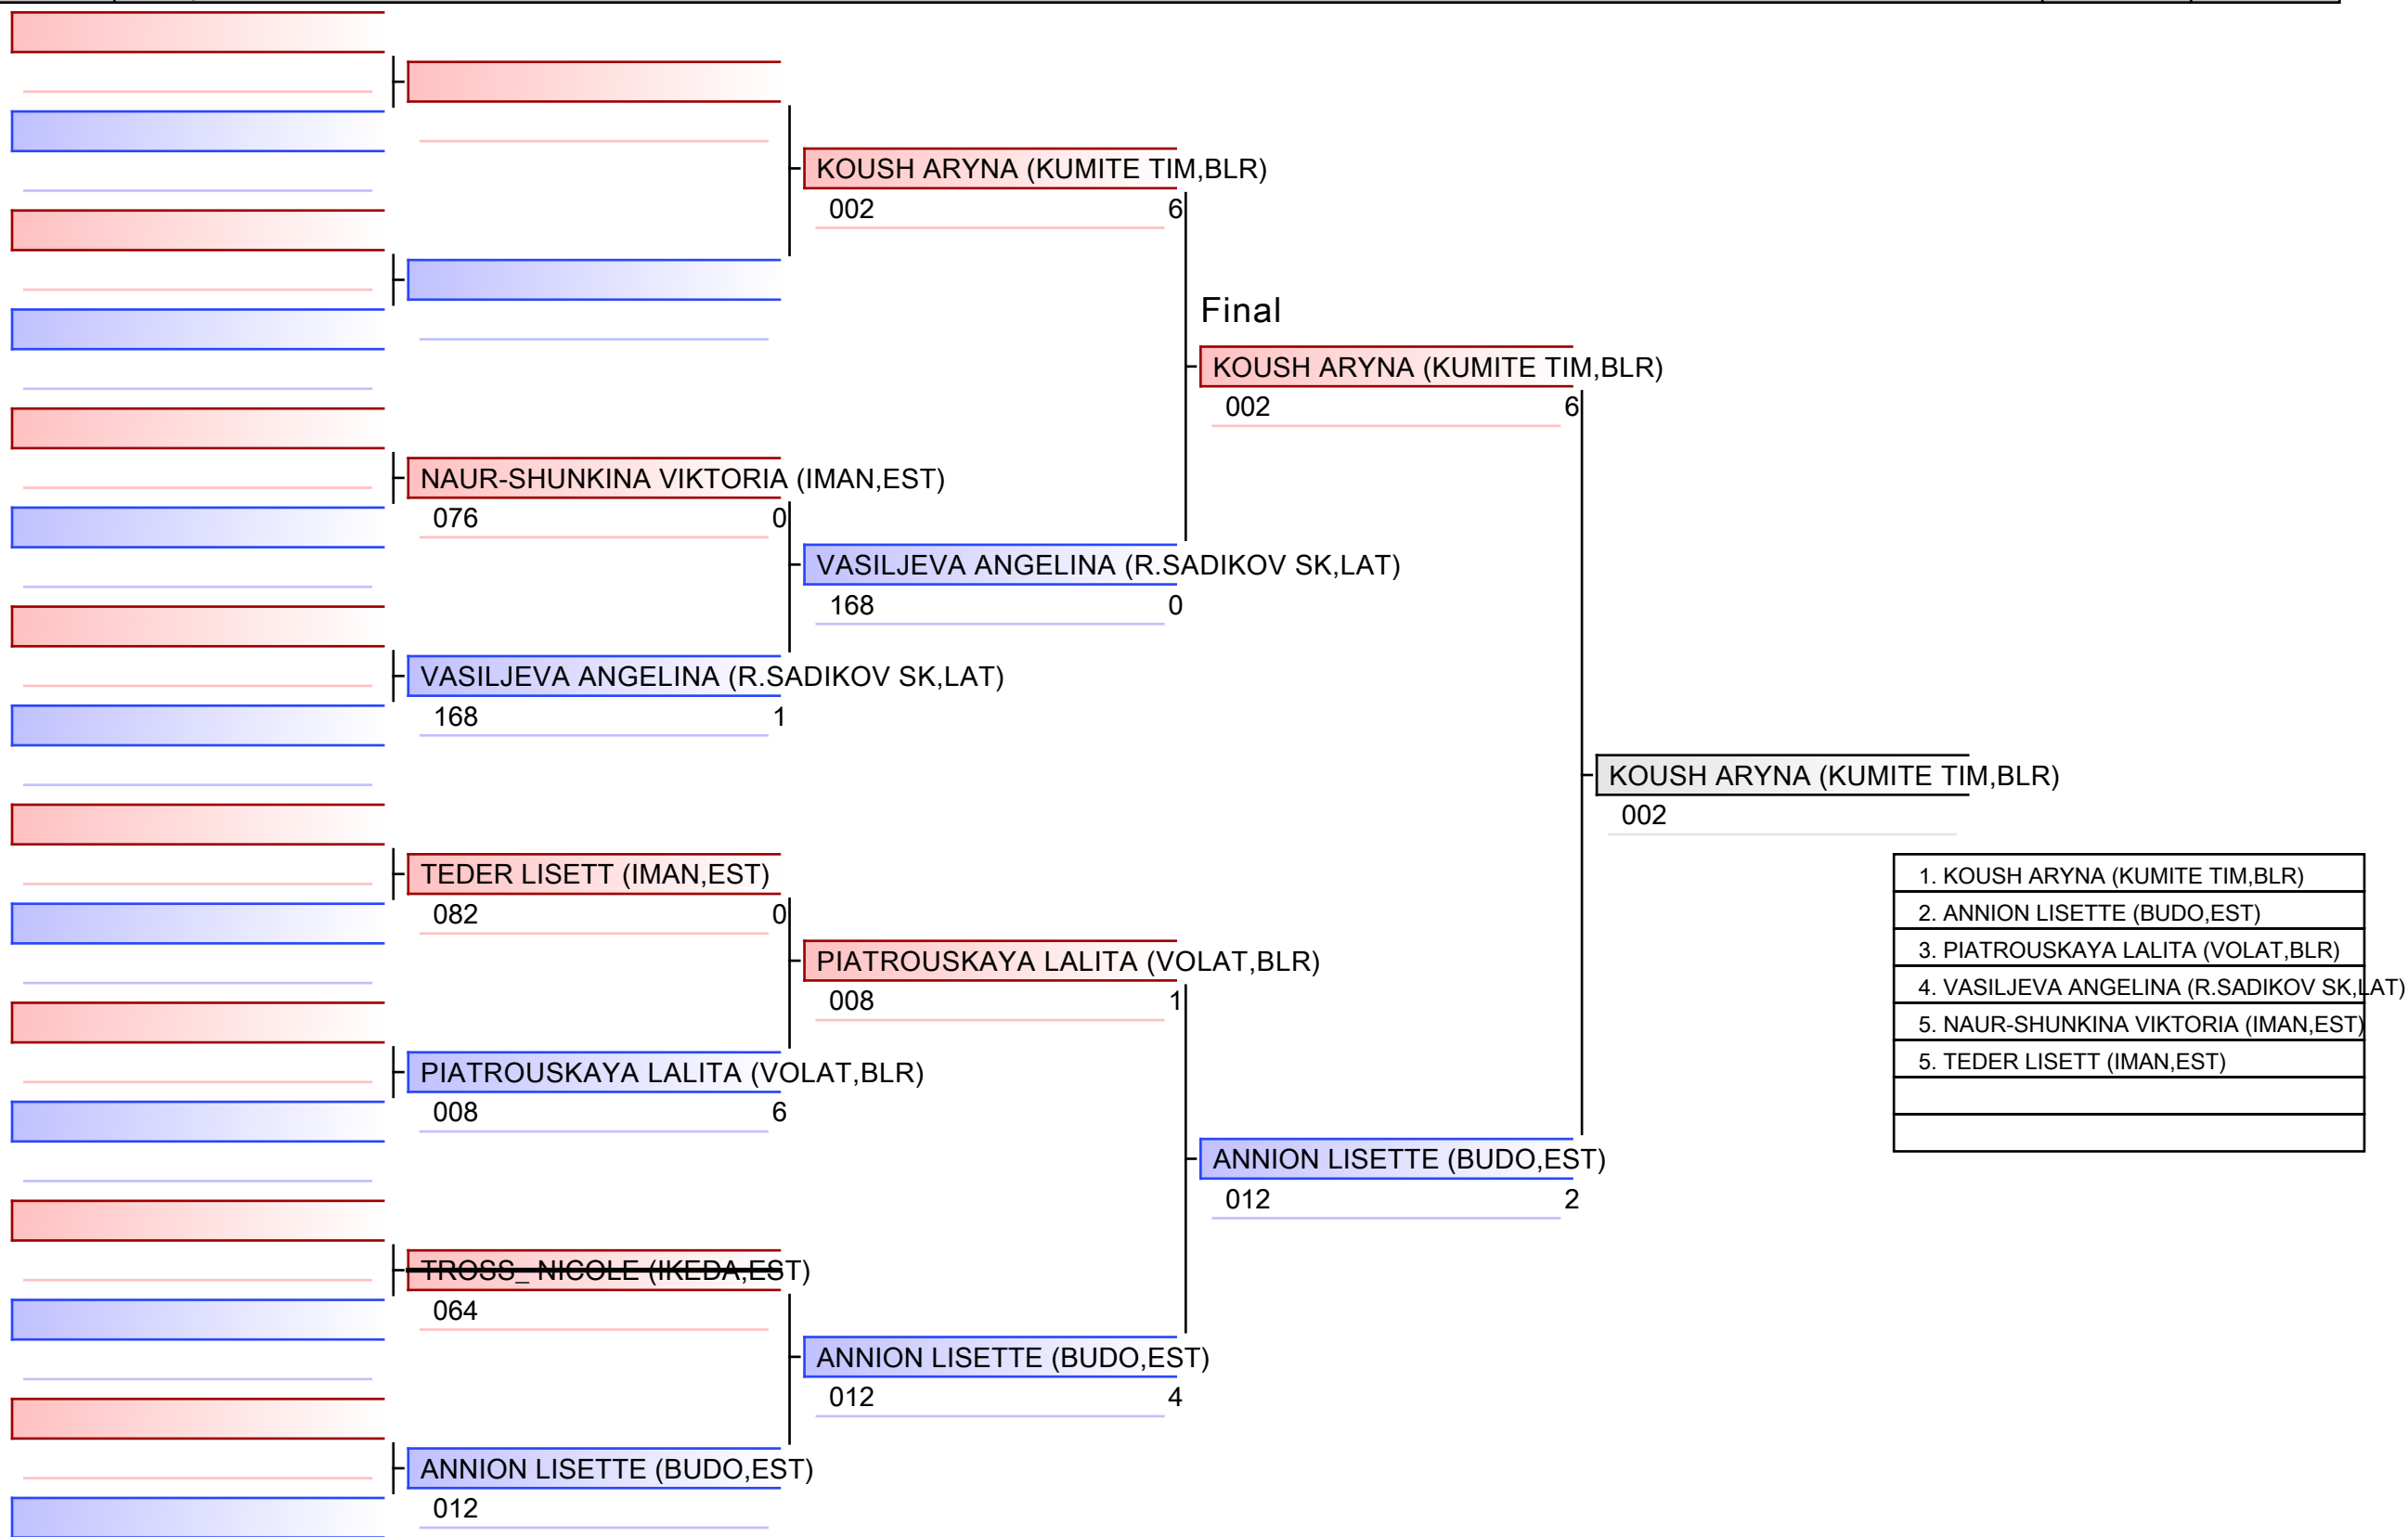 KOUSH ARYNA (KUMITE TIM,BLR)
002 6
Final
KOUSH ARYNA (KUMITE TIM,BLR)
002 6
NAUR-SHUNKINA VIKTORIA (IMAN,EST)
076 0
VASILJEVA ANGELINA (R.SADIKOV SK,LAT)
168 0
VASILJEVA ANGELINA (R.SADIKOV SK,LAT)
168 1
KOUSH ARYNA (KUMITE TIM,BLR)
002
TEDER LISETT (IMAN,EST)
082 0
PIATROUSKAYA LALITA (VOLAT,BLR)
008 1
PIATROUSKAYA LALITA (VOLAT,BLR)
008 6
ANNION LISETTE (BUDO,EST)
012 2
TROSS_ NICOLE (IKEDA,EST)
064
ANNION LISETTE (BUDO,EST)
012 4
ANNION LISETTE (BUDO,EST)
012
1. KOUSH ARYNA (KUMITE TIM,BLR)
2. ANNION LISETTE (BUDO,EST)
3. PIATROUSKAYA LALITA (VOLAT,BLR)
4. VASILJEVA ANGELINA (R.SADIKOV SK,LAT)
5. NAUR-SHUNKINA VIKTORIA (IMAN,EST)
5. TEDER LISETT (IMAN,EST)